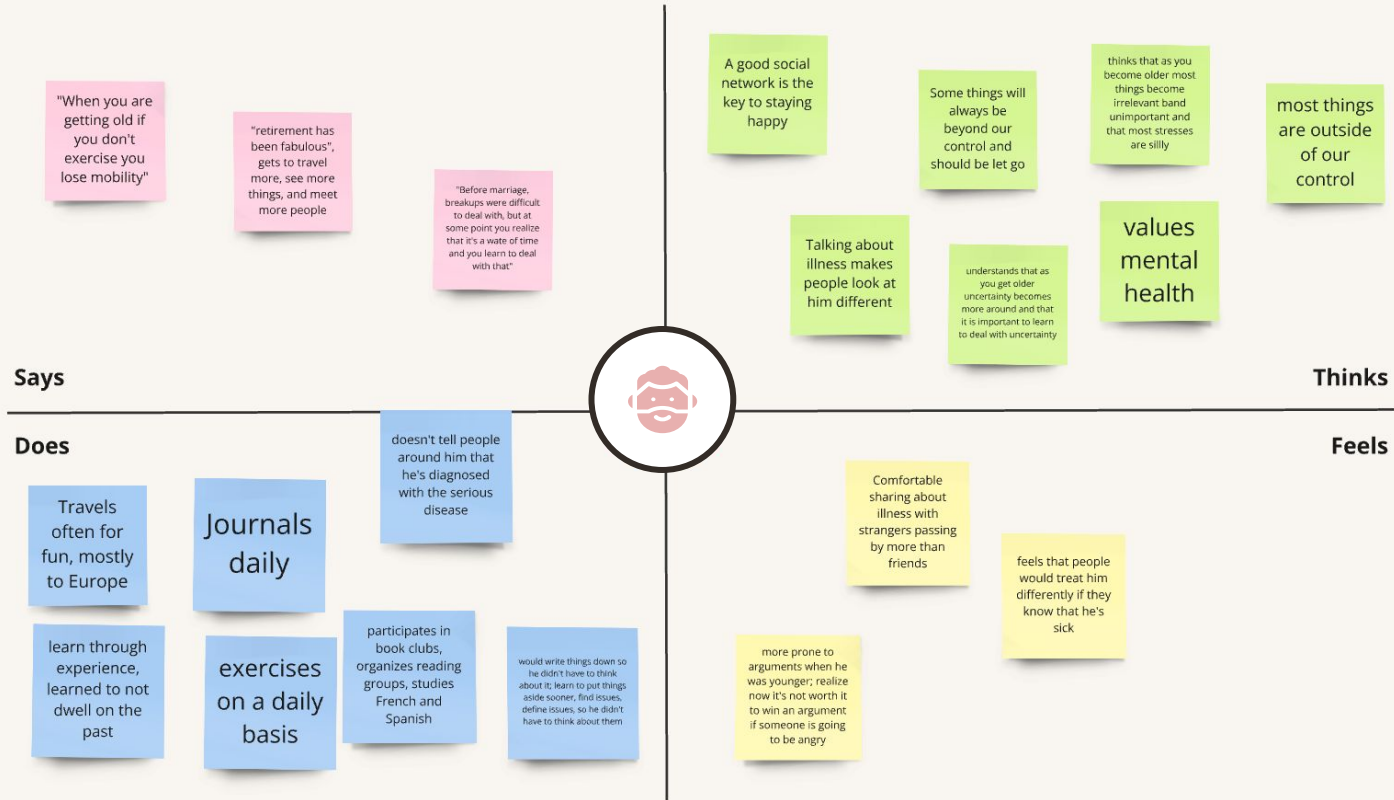 "When you are
getting old if
you don't
exercise you
lose mobility"
"retirement has
been fabulous",
gets to travel
more, see more
things, and meet
more people
"Before marriage,
breakups were difficult
to deal with, but at
some point you realize
that it's a wate of time
and you learn to deal
with that"
Says
A good social
network is the
key to staying
happy
Some things will
always be
beyond our
control and
should be let go
thinks that as you
become older most
things become
irrelevant band
unimportant and
that most stresses
are sillly
most things
are outside
of our
control
Talking about
illness makes
people look at
him different
understands that as
you get older
uncertainty becomes
more around and that
it is important to learn
to deal with uncertainty
values
mental
health
Thinks
Does
doesn't tell people
around him that
he's diagnosed
with the serious
disease
Travels
often for
fun, mostly
to Europe
Journals
daily
learn through
experience,
learned to not
dwell on the
past
exercises
on a daily
basis
participates in
book clubs,
organizes reading
groups, studies
French and
Spanish
would write things down so
he didn't have to think
about it; learn to put things
aside sooner, find issues,
define issues, so he didn't
have to think about them
Feels
Comfortable
sharing about
illness with
strangers passing
by more than
friends
feels that people
would treat him
differently if they
know that he's
sick
more prone to
arguments when he
was younger; realize
now it's not worth it
to win an argument
if someone is going
to be angry